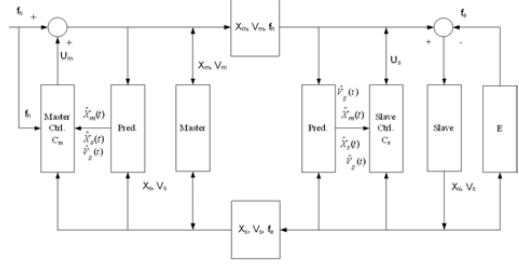 fh
+
+
Um
Xm, Vm, fh
Xm, Vm
fh
Master
Ctrl.
Cm
X̂m(t)
X̂s(t)
V̂s(t)
Pred.
Master
Xs, Vs
Xs, Vs, fe
Pred.
V̂s(t)
X̂m(t)
X̂s(t)
V̂s(t)
Us
Slave
Ctrl.
Cs
Slave
E
+
-
fe
Xs, Vs